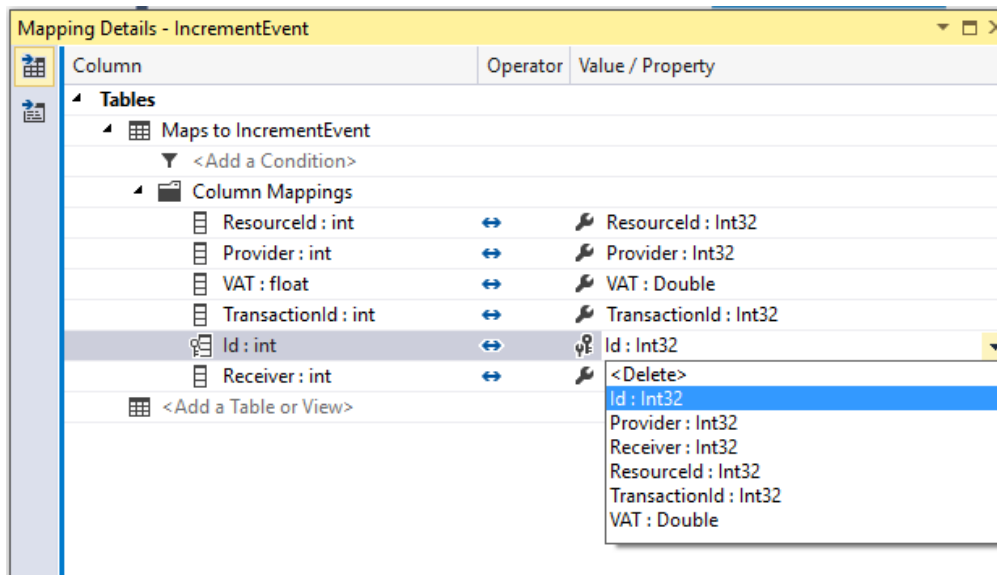 Mapping Details - IncrementEvent
Column Operator Value / Property
Tables
Maps to IncrementEvent
<Add a Condition>
Column Mappings
ResourceId : int ResourceId : Int32
Provider : int Provider : Int32
VAT : float VAT : Double
TransactionId : int TransactionId : Int32
Id : int Id : Int32
Receiver : int
<Add a Table or View>
<Delete>
Id : Int32
Provider : Int32
Receiver : Int32
ResourceId : Int32
TransactionId : Int32
VAT : Double